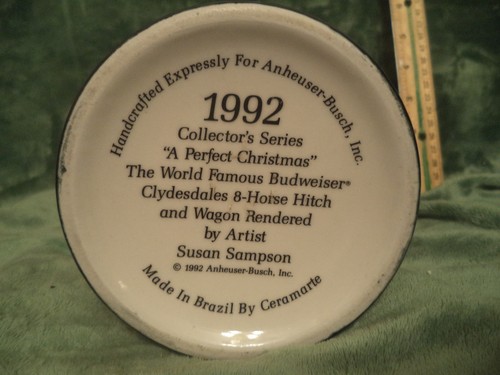 Handcrafted Expressly For Anheuser-Busch, Inc.
1992
Collector's Series
"A Perfect Christmas"
The World Famous Budweiser®
Clydesdales 8-Horse Hitch
and Wagon Rendered
by Artist
Susan Sampson
© 1992 Anheuser-Busch, Inc.
Made In Brazil By Ceramarte